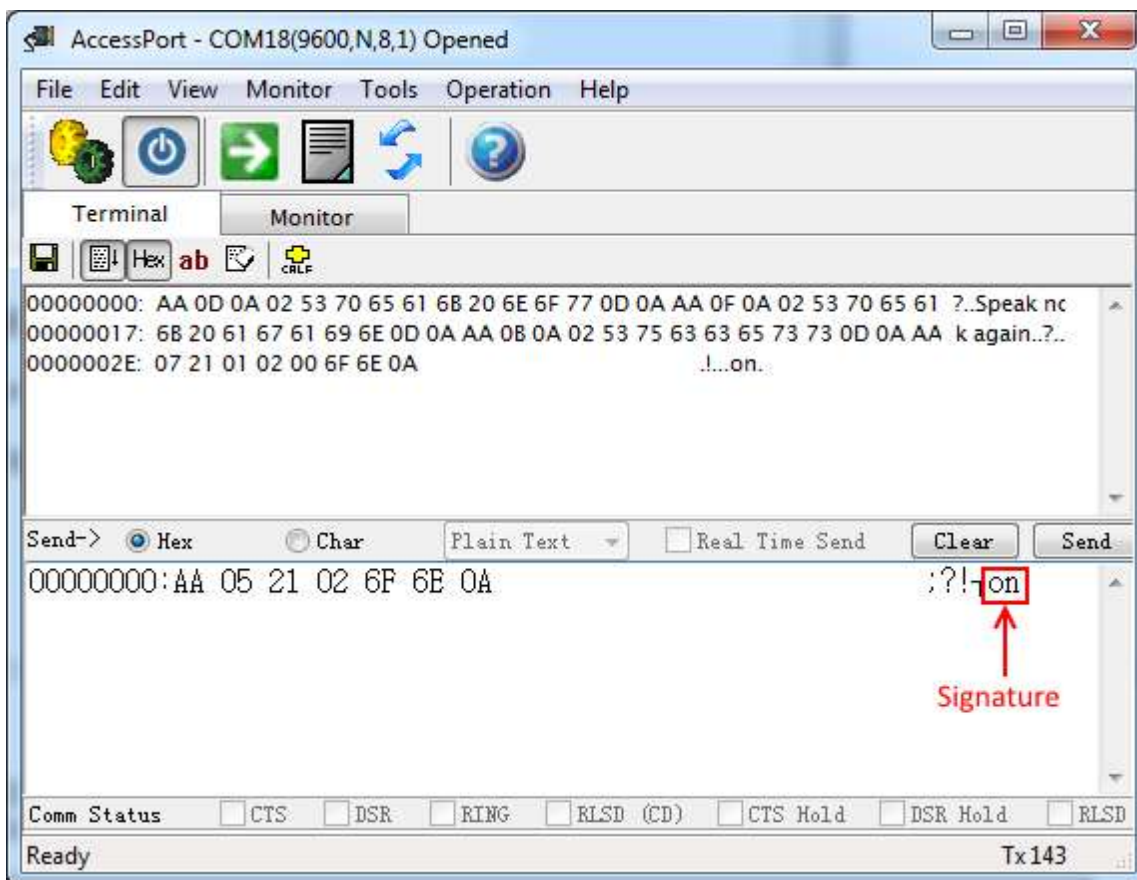 AccessPort - COM18(9600,N,8,1) Opened
File Edit View Monitor Tools Operation Help
Terminal Monitor
Hex ab CRLF
00000000: AA 0D 0A 02 53 70 65 61 6B 20 6E 6F 77 0D 0A AA 0F 0A 02 53 70 65 61 ?..Speak nc
00000017: 6B 20 61 67 61 69 6E 0D 0A AA 0B 0A 02 53 75 63 63 65 73 73 0D 0A AA k again..?..
0000002E: 07 21 01 02 00 6F 6E 0A .!...on.
Send-> Hex Char Plain Text Real Time Send Clear Send
00000000:AA 05 21 02 6F 6E 0A ;?!┐on
Signature
Comm Status CTS DSR RING RLSD (CD) CTS Hold DSR Hold RLSD
Ready Tx143